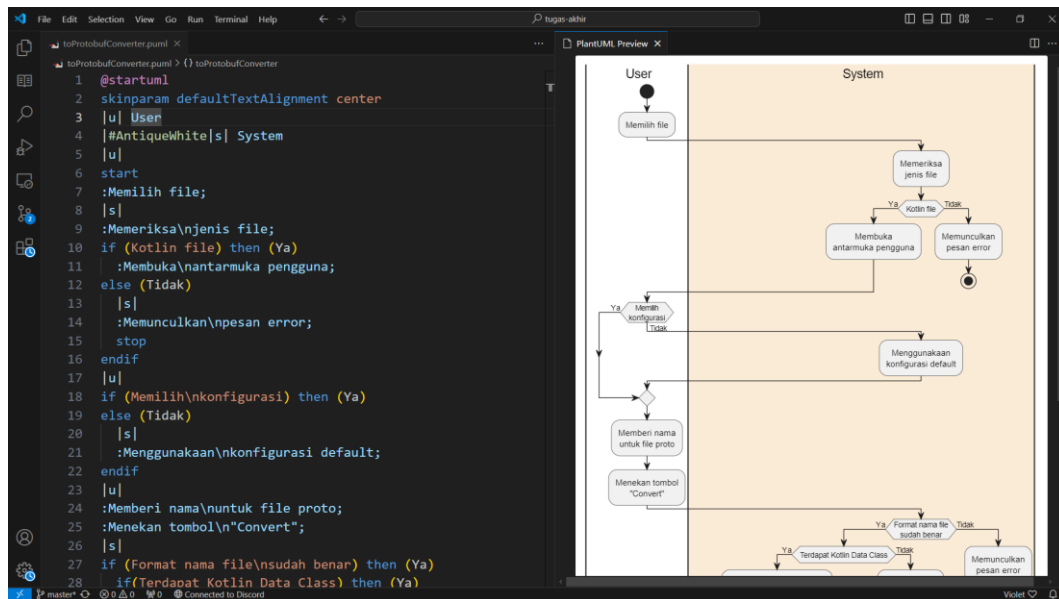 File Edit Selection View Go Run Terminal Help
tugas-akhir
toProtobufConverter.puml
toProtobufConverter.puml > {} toProtobufConverter
1 @startuml
2 skinparam defaultTextAlignment center
3 |u| User
4 |#AntiqueWhite|s| System
5 |u|
6 start
7 :Memilih file;
8 |s|
9 :Memeriksa\njenis file;
10 if (Kotlin file) then (Ya)
11 :Membuka\nantarmuka pengguna;
12 else (Tidak)
13 |s|
14 :Memunculkan\npesan error;
15 stop
16 endif
17 |u|
18 if (Memilih\nkonfigurasi) then (Ya)
19 else (Tidak)
20 |s|
21 :Menggunakan\nkonfigurasi default;
22 endif
23 |u|
24 :Memberi nama\nuntuk file proto;
25 :Menekan tombol\n"Convert";
26 |s|
27 if (Format nama file\nsudah benar) then (Ya)
28 if(Terdapat Kotlin Data Class) then (Ya)
PlantUML Preview
User
System
Memilih file
Memeriksa
jenis file
Ya
Kotlin file
Tidak
Membuka
antarmuka pengguna
Memunculkan
pesan error
Ya
Memilih
konfigurasi
Tidak
Menggunakaan
konfigurasi default
Memberi nama
untuk file proto
Menekan tombol
"Convert"
Ya
Format nama file
sudah benar
Tidak
Ya
Terdapat Kotlin Data Class
Tidak
Memunculkan
pesan error
master*
0 0
0
Connected to Discord
Violet